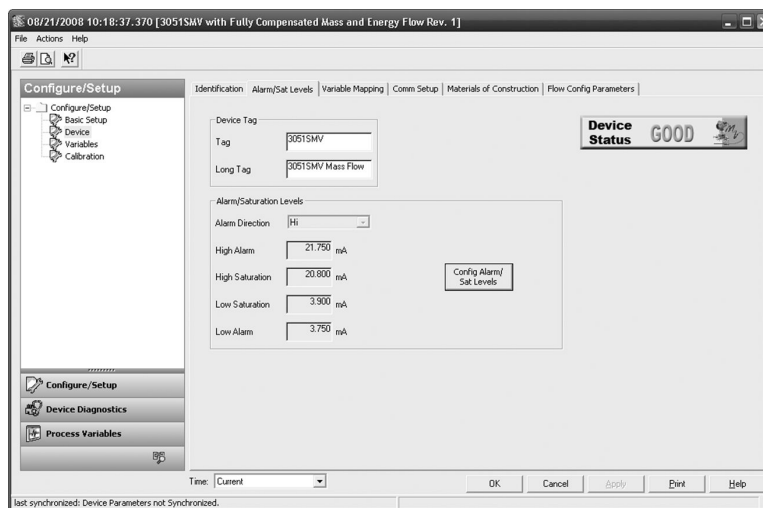 08/21/2008 10:18:37.370 [3051SMV with Fully Compensated Mass and Energy Flow Rev. 1]
File Actions Help
Configure/Setup
Configure/Setup
Basic Setup
Device
Variables
Calibration
Configure/Setup
Device Diagnostics
Process Variables
Identification Alarm/Sat Levels Variable Mapping Comm Setup Materials of Construction Flow Config Parameters
Device Tag
Tag 3051SMV
Long Tag 3051SMV Mass Flow
Device Status GOOD
Alarm/Saturation Levels
Alarm Direction Hi
High Alarm 21.750 mA
High Saturation 20.800 mA
Low Saturation 3.900 mA
Low Alarm 3.750 mA
Config Alarm/
Sat Levels
Time: Current
OK Cancel Apply Print Help
last synchronized: Device Parameters not Synchronized.